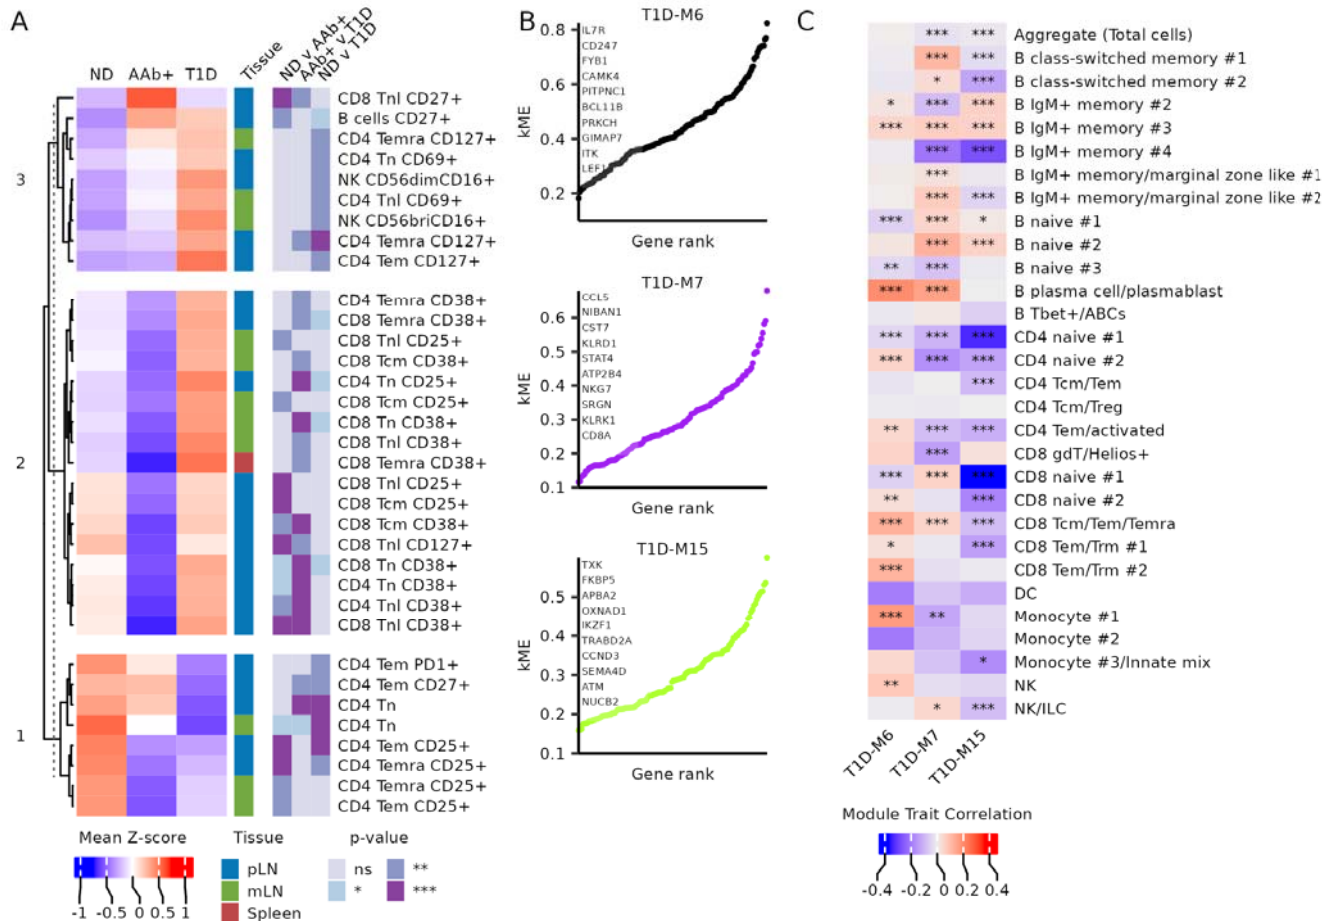 A
ND AAb+ T1D
Tissue
ND v AAb+
AAb+ v T1D
ND v T1D
3
CD8 Tnl CD27+
B cells CD27+
CD4 Temra CD127+
CD4 Tn CD69+
NK CD56dimCD16+
CD4 Tnl CD69+
NK CD56briCD16+
CD4 Temra CD127+
CD4 Tem CD127+
2
CD4 Temra CD38+
CD8 Temra CD38+
CD8 Tnl CD25+
CD8 Tcm CD38+
CD4 Tn CD25+
CD8 Tcm CD25+
CD8 Tn CD38+
CD8 Tnl CD38+
CD8 Temra CD38+
CD8 Tnl CD25+
CD8 Tcm CD25+
CD8 Tcm CD38+
CD8 Tnl CD127+
CD8 Tn CD38+
CD4 Tn CD38+
CD4 Tnl CD38+
CD8 Tnl CD38+
1
CD4 Tem PD1+
CD4 Tem CD27+
CD4 Tn
CD4 Tn
CD4 Tem CD25+
CD4 Temra CD25+
CD4 Temra CD25+
CD4 Tem CD25+
Mean Z-score
-1 -0.5 0 0.5 1
Tissue
pLN
mLN
Spleen
p-value
ns **
* ***
B
T1D-M6
kME
0.8
0.6
0.4
0.2
IL7R
CD247
FYB1
CAMK4
PITPNC1
BCL11B
PRKCH
GIMAP7
ITK
LEF1
Gene rank
T1D-M7
kME
0.6
0.5
0.4
0.3
0.2
0.1
CCL5
NIBAN1
CST7
KLRD1
STAT4
ATP2B4
NKG7
SRGN
KLRK1
CD8A
Gene rank
T1D-M15
kME
0.5
0.4
0.3
0.2
0.1
TXK
FKBP5
APBA2
OXNAD1
IKZF1
TRABD2A
CCND3
SEMA4D
ATM
NUCB2
Gene rank
C
*** *** Aggregate (Total cells)
*** *** B class-switched memory #1
* *** B class-switched memory #2
* *** *** B IgM+ memory #2
*** *** *** B IgM+ memory #3
*** *** B IgM+ memory #4
*** B IgM+ memory/marginal zone like #1
*** *** B IgM+ memory/marginal zone like #2
*** *** * B naive #1
*** *** B naive #2
** *** B naive #3
*** *** B plasma cell/plasmablast
B Tbet+/ABCs
*** *** *** CD4 naive #1
*** *** *** CD4 naive #2
*** CD4 Tcm/Tem
CD4 Tcm/Treg
** *** *** CD4 Tem/activated
*** CD8 gdT/Helios+
*** *** *** CD8 naive #1
** *** CD8 naive #2
*** *** *** CD8 Tcm/Tem/Temra
* *** CD8 Tem/Trm #1
*** CD8 Tem/Trm #2
DC
*** ** Monocyte #1
Monocyte #2
* Monocyte #3/Innate mix
** NK
* *** NK/ILC
T1D-M6
T1D-M7
T1D-M15
Module Trait Correlation
-0.4 -0.2 0 0.2 0.4